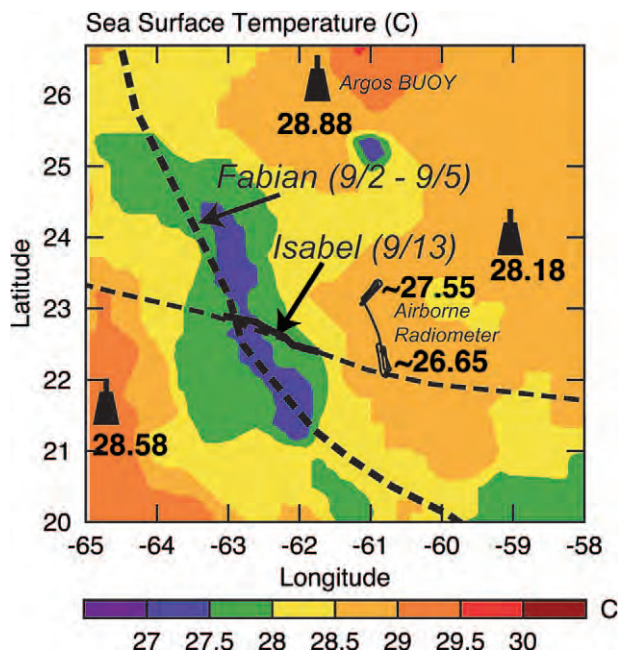 Sea Surface Temperature (C)
Argos BUOY
28.88
Fabian (9/2 - 9/5)
Isabel (9/13)
28.18
~27.55
Airborne
Radiometer
~26.65
28.58
Latitude
26
25
24
23
22
21
20
-65 -64 -63 -62 -61 -60 -59 -58
Longitude
C
27 27.5 28 28.5 29 29.5 30